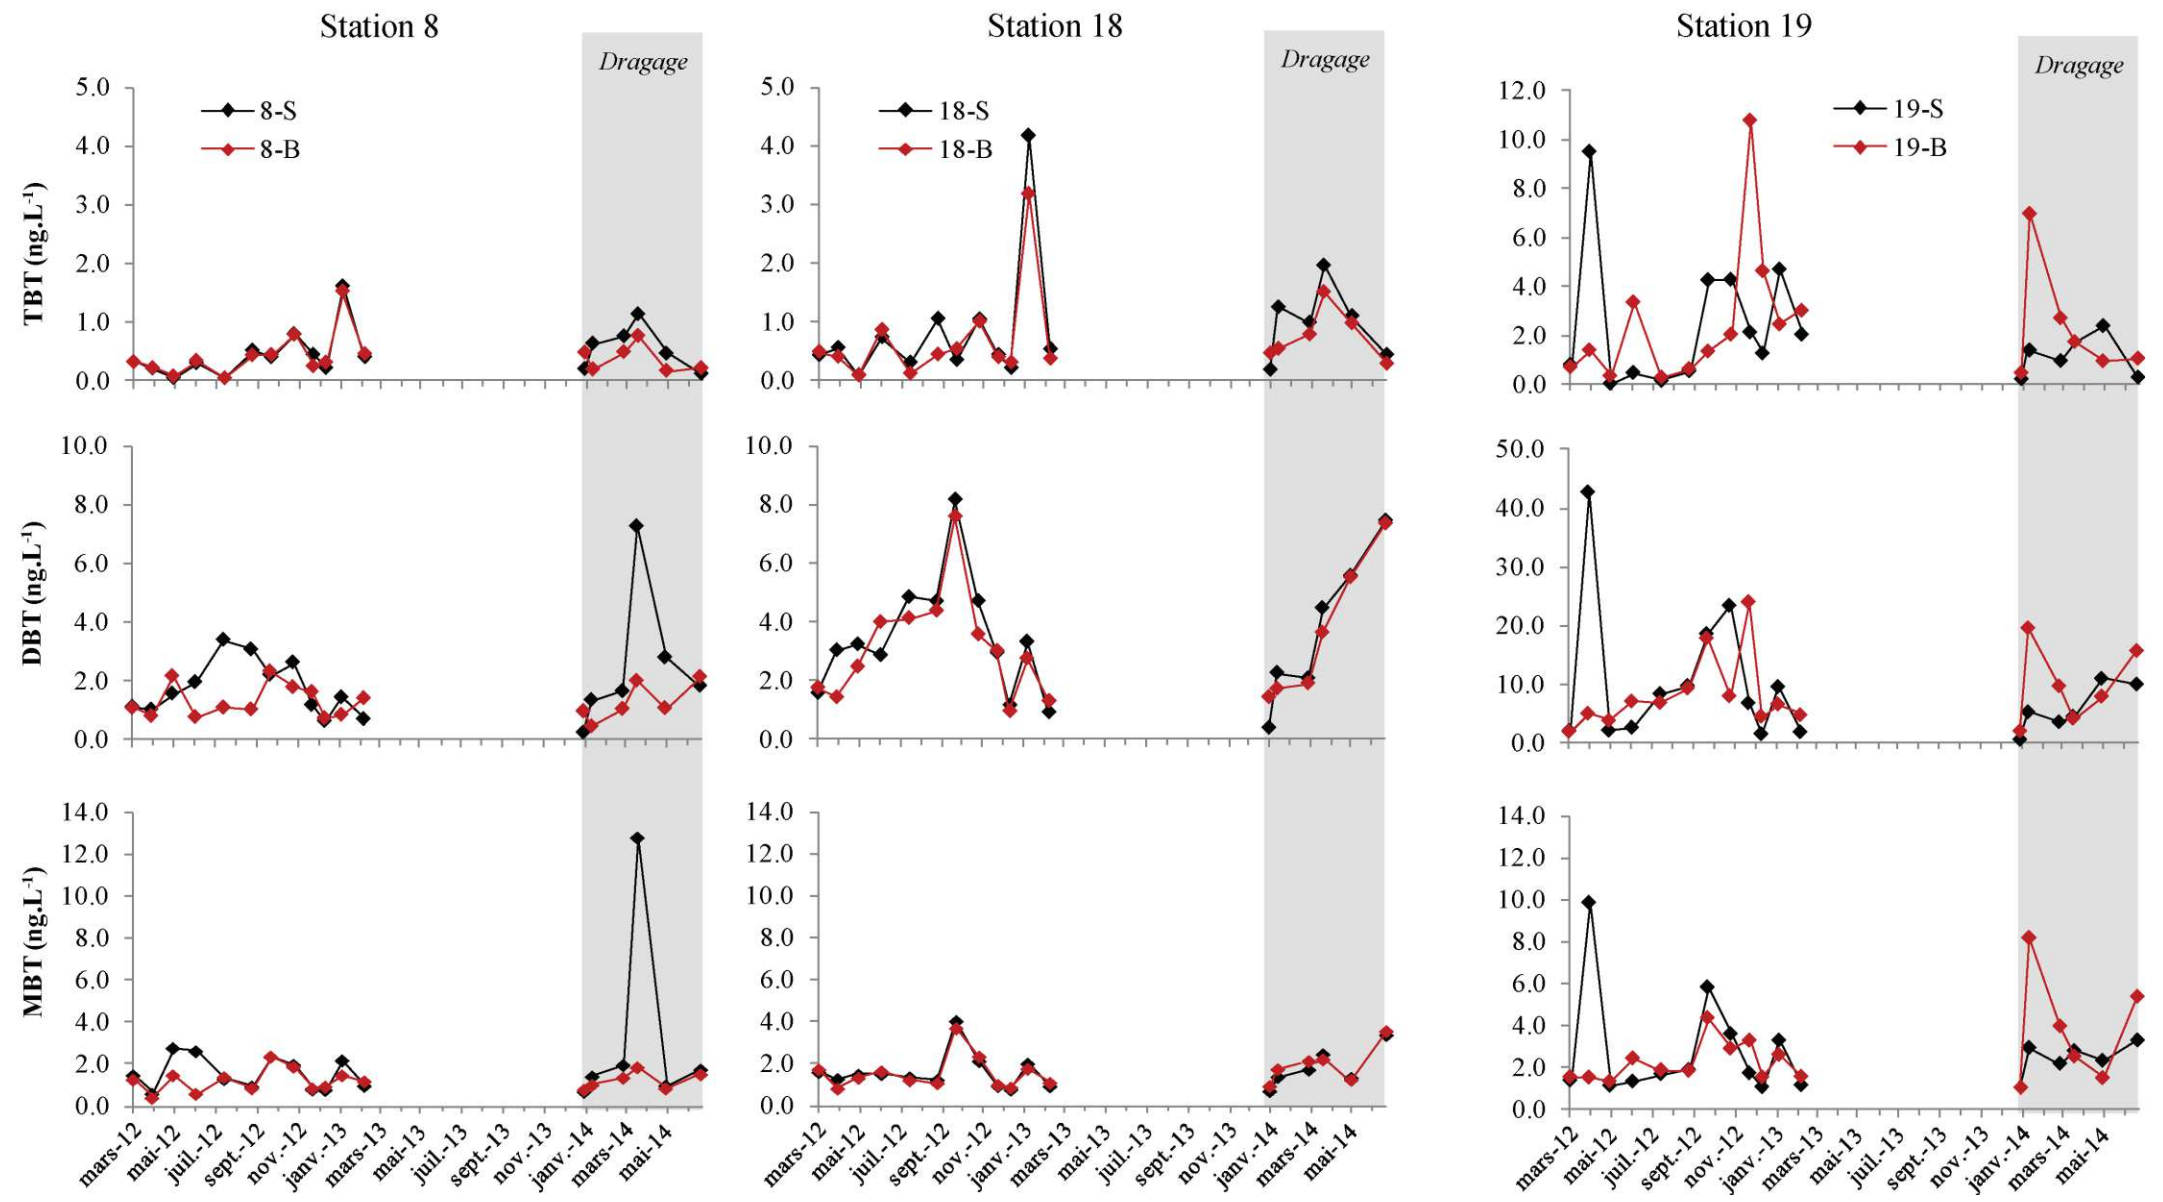 Station 8
Station 18
Station 19
Dragage
Dragage
Dragage
TBT (ng.L⁻¹)
5.0
4.0
3.0
2.0
1.0
0.0
8-S
8-B
5.0
4.0
3.0
2.0
1.0
0.0
18-S
18-B
12.0
10.0
8.0
6.0
4.0
2.0
0.0
19-S
19-B
DBT (ng.L⁻¹)
10.0
8.0
6.0
4.0
2.0
0.0
10.0
8.0
6.0
4.0
2.0
0.0
50.0
40.0
30.0
20.0
10.0
0.0
MBT (ng.L⁻¹)
14.0
12.0
10.0
8.0
6.0
4.0
2.0
0.0
14.0
12.0
10.0
8.0
6.0
4.0
2.0
0.0
14.0
12.0
10.0
8.0
6.0
4.0
2.0
0.0
mars-12
mai-12
juil.-12
sept.-12
nov.-12
janv.-13
mars-13
mai-13
juil.-13
sept.-13
nov.-13
janv.-14
mars-14
mai-14
mars-12
mai-12
juil.-12
sept.-12
nov.-12
janv.-13
mars-13
mai-13
juil.-13
sept.-13
nov.-13
janv.-14
mars-14
mai-14
mars-12
mai-12
juil.-12
sept.-12
nov.-12
janv.-13
mars-13
mai-13
juil.-13
sept.-13
nov.-13
janv.-14
mars-14
mai-14